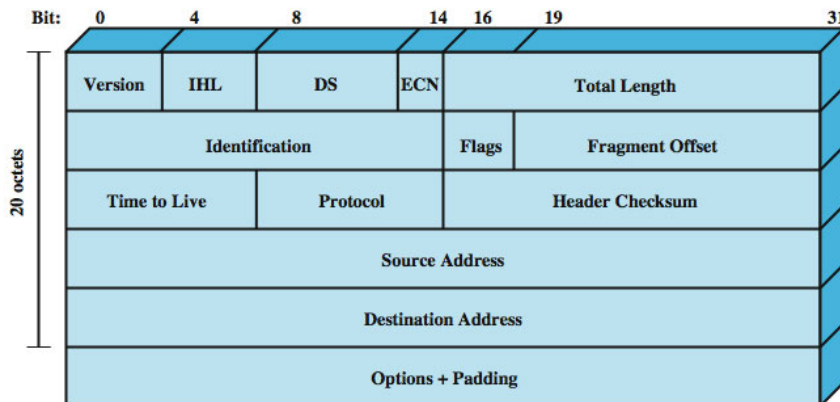 Bit: 0 4 8 14 16 19 31
Version IHL DS ECN Total Length
Identification Flags Fragment Offset
Time to Live Protocol Header Checksum
Source Address
Destination Address
Options + Padding
20 octets